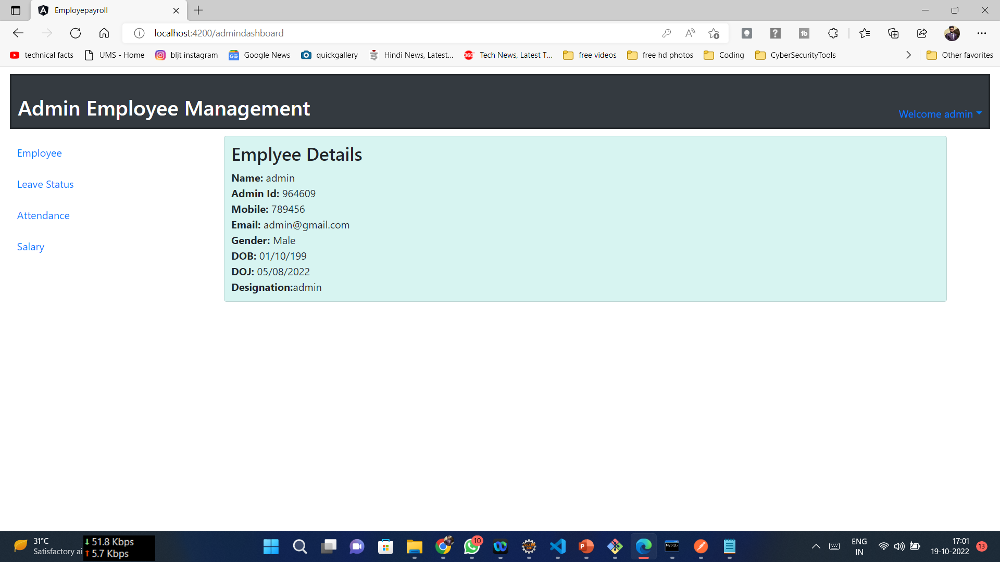 Employepayroll
localhost:4200/admindashboard
technical facts
UMS - Home
bljt instagram
Google News
quickgallery
Hindi News, Latest...
Tech News, Latest T...
free videos
free hd photos
Coding
CyberSecurityTools
Other favorites
Admin Employee Management
Welcome admin
Employee
Leave Status
Attendance
Salary
Emplyee Details
Name: admin
Admin Id: 964609
Mobile: 789456
Email: admin@gmail.com
Gender: Male
DOB: 01/10/199
DOJ: 05/08/2022
Designation:admin
31°C
Satisfactory ai
51.8 Kbps
5.7 Kbps
10
ENG
IN
17:01
19-10-2022
13